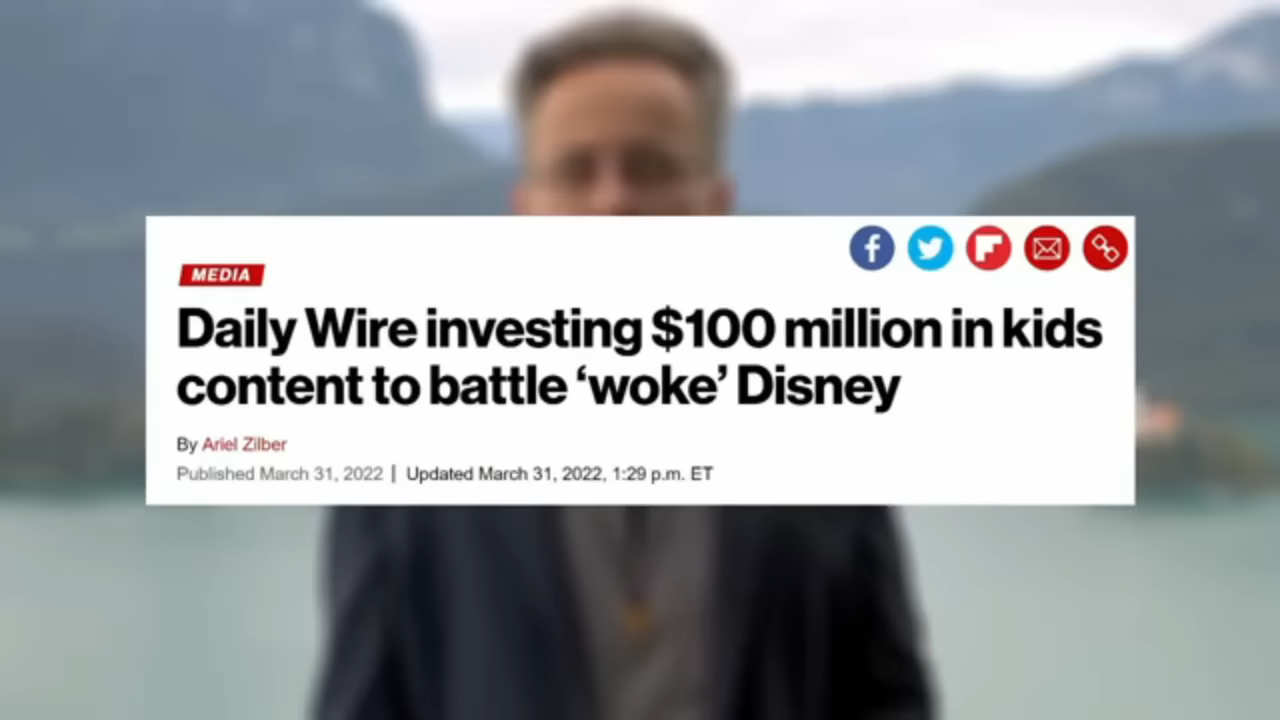 MEDIA
Daily Wire investing $100 million in kids
content to battle ‘woke’ Disney
By Ariel Zilber
Published March 31, 2022 | Updated March 31, 2022, 1:29 p.m. ET